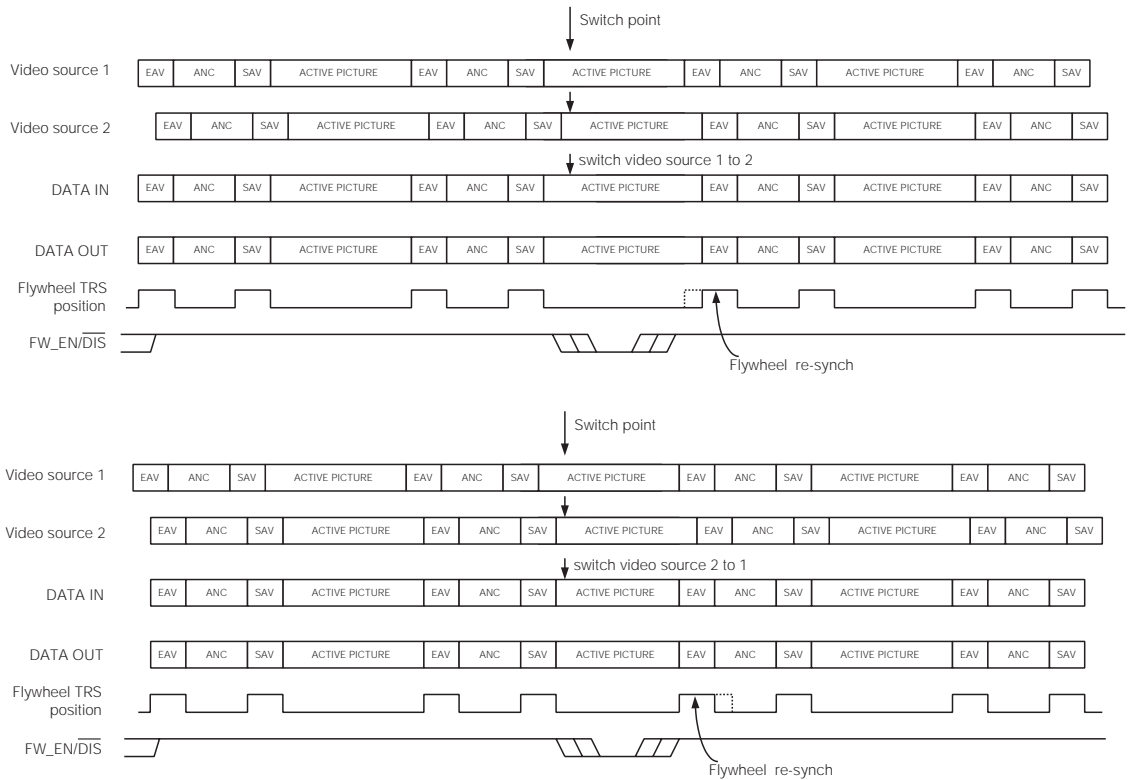 Switch point
Video source 1 EAV ANC SAV ACTIVE PICTURE EAV ANC SAV ACTIVE PICTURE EAV ANC SAV ACTIVE PICTURE EAV ANC SAV
Video source 2 EAV ANC SAV ACTIVE PICTURE EAV ANC SAV ACTIVE PICTURE EAV ANC SAV ACTIVE PICTURE EAV ANC SAV
switch video source 1 to 2
DATA IN EAV ANC SAV ACTIVE PICTURE EAV ANC SAV ACTIVE PICTURE EAV ANC SAV ACTIVE PICTURE EAV ANC SAV
DATA OUT EAV ANC SAV ACTIVE PICTURE EAV ANC SAV ACTIVE PICTURE EAV ANC SAV ACTIVE PICTURE EAV ANC SAV
Flywheel TRS
position
FW_EN/DIS
Flywheel re-synch
Switch point
Video source 1 EAV ANC SAV ACTIVE PICTURE EAV ANC SAV ACTIVE PICTURE EAV ANC SAV ACTIVE PICTURE EAV ANC SAV
Video source 2 EAV ANC SAV ACTIVE PICTURE EAV ANC SAV ACTIVE PICTURE EAV ANC SAV ACTIVE PICTURE EAV ANC SAV
switch video source 2 to 1
DATA IN EAV ANC SAV ACTIVE PICTURE EAV ANC SAV ACTIVE PICTURE EAV ANC SAV ACTIVE PICTURE EAV ANC SAV
DATA OUT EAV ANC SAV ACTIVE PICTURE EAV ANC SAV ACTIVE PICTURE EAV ANC SAV ACTIVE PICTURE EAV ANC SAV
Flywheel TRS
position
FW_EN/DIS
Flywheel re-synch